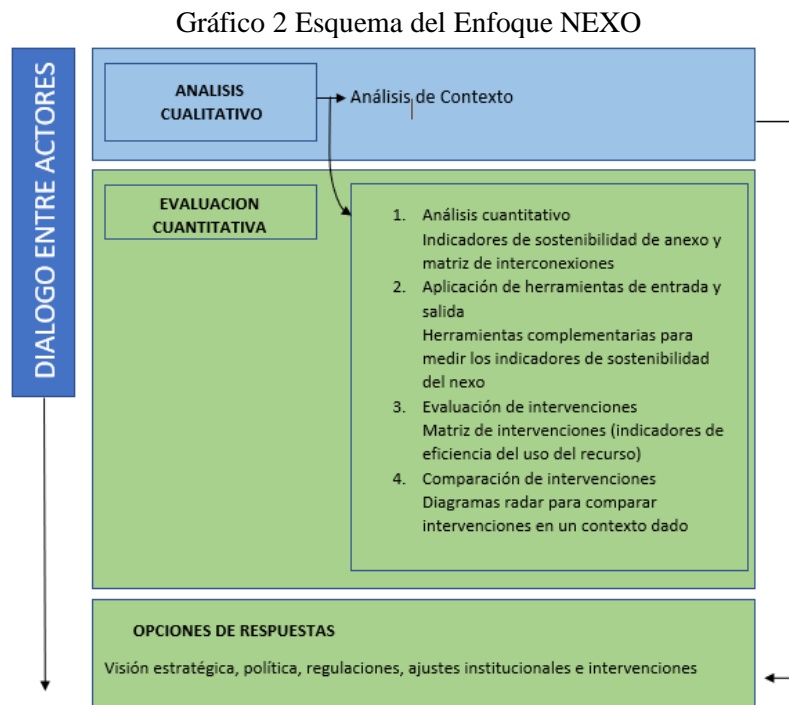 Gráfico 2 Esquema del Enfoque NEXO
DIALOGO ENTRE ACTORES
ANALISIS
CUALITATIVO
Análisis de Contexto
EVALUACION
CUANTITATIVA
1. Análisis cuantitativo
Indicadores de sostenibilidad de anexo y
matriz de interconexiones
2. Aplicación de herramientas de entrada y
salida
Herramientas complementarias para
medir los indicadores de sostenibilidad
del nexo
3. Evaluación de intervenciones
Matriz de intervenciones (indicadores de
eficiencia del uso del recurso)
4. Comparación de intervenciones
Diagramas radar para comparar
intervenciones en un contexto dado
OPCIONES DE RESPUESTAS
Visión estratégica, política, regulaciones, ajustes institucionales e intervenciones